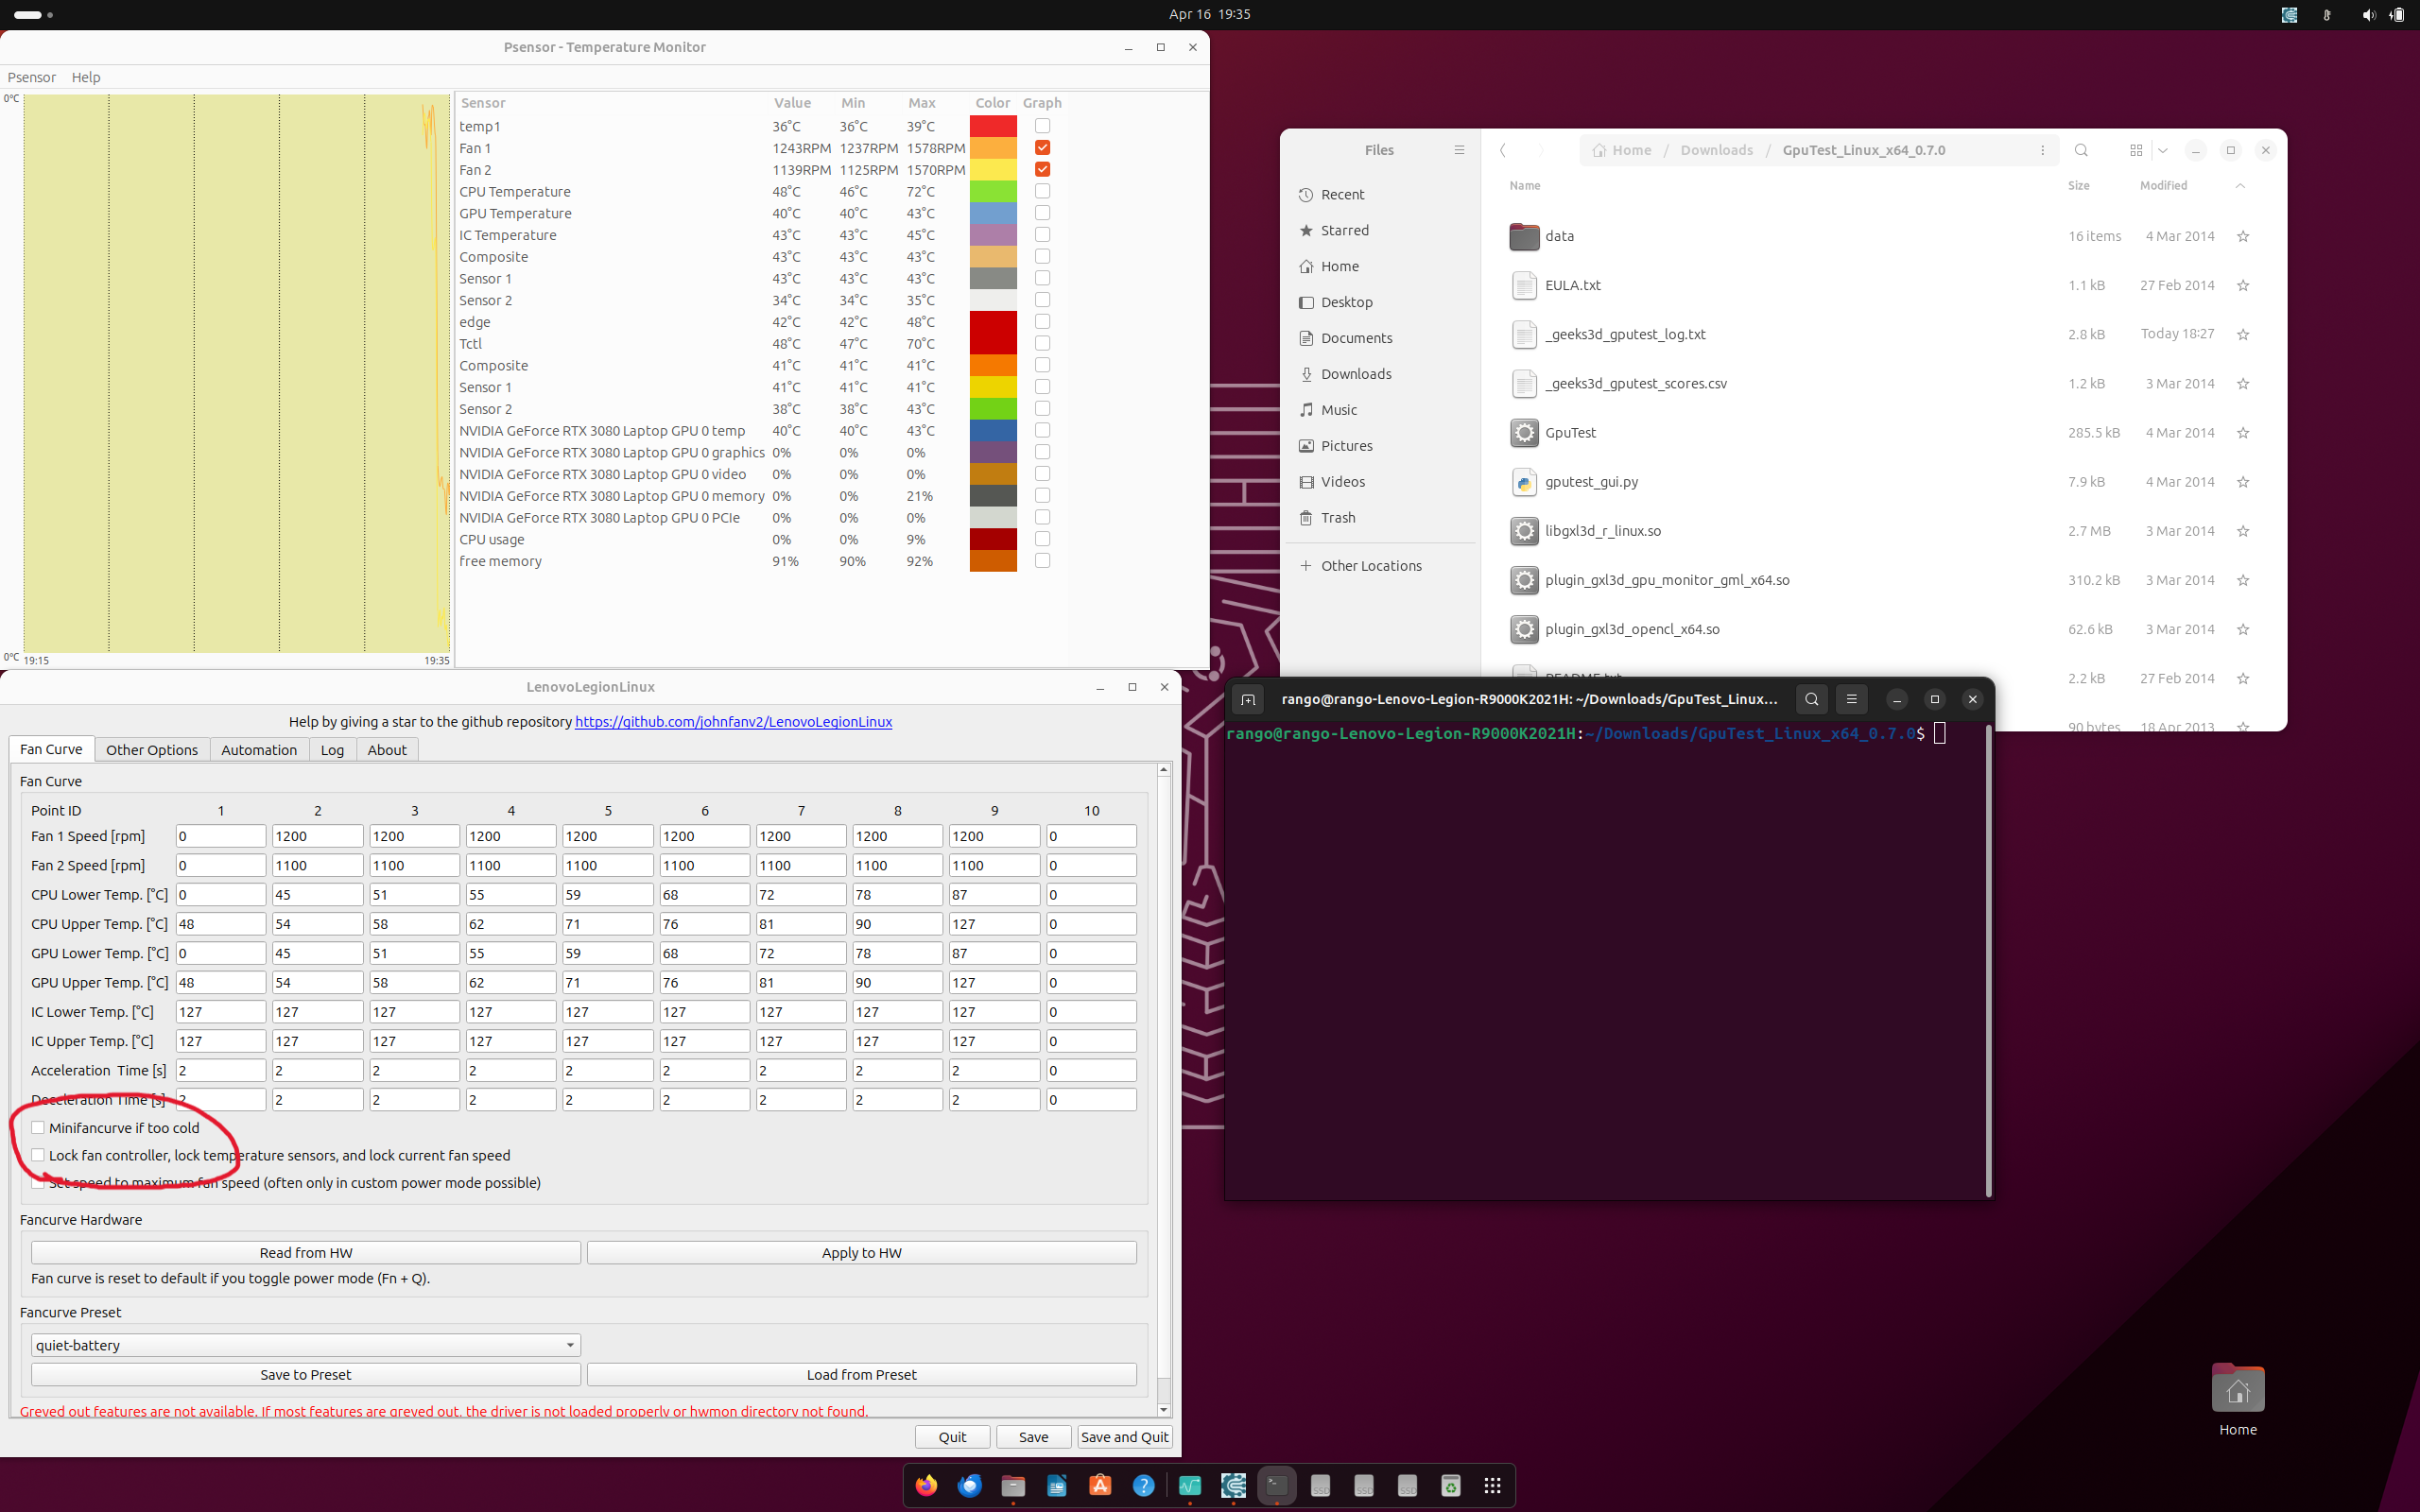 Apr 16 19:35
Psensor - Temperature Monitor
Psensor Help
0°C
0°C 19:15 19:35
Sensor Value Min Max Color Graph
temp1 36°C 36°C 39°C
Fan 1 1243RPM 1237RPM 1578RPM
Fan 2 1139RPM 1125RPM 1570RPM
CPU Temperature 48°C 46°C 72°C
GPU Temperature 40°C 40°C 43°C
IC Temperature 43°C 43°C 45°C
Composite 43°C 43°C 43°C
Sensor 1 43°C 43°C 43°C
Sensor 2 34°C 34°C 35°C
edge 42°C 42°C 48°C
Tctl 48°C 47°C 70°C
Composite 41°C 41°C 41°C
Sensor 1 41°C 41°C 41°C
Sensor 2 38°C 38°C 43°C
NVIDIA GeForce RTX 3080 Laptop GPU 0 temp 40°C 40°C 43°C
NVIDIA GeForce RTX 3080 Laptop GPU 0 graphics 0% 0% 0%
NVIDIA GeForce RTX 3080 Laptop GPU 0 video 0% 0% 0%
NVIDIA GeForce RTX 3080 Laptop GPU 0 memory 0% 0% 21%
NVIDIA GeForce RTX 3080 Laptop GPU 0 PCIe 0% 0% 0%
CPU usage 0% 0% 9%
free memory 91% 90% 92%
Files
Recent
Starred
Home
Desktop
Documents
Downloads
Music
Pictures
Videos
Trash
Other Locations
Home / Downloads / GpuTest_Linux_x64_0.7.0
Name Size Modified
data 16 items 4 Mar 2014
EULA.txt 1.1 kB 27 Feb 2014
_geeks3d_gputest_log.txt 2.8 kB Today 18:27
_geeks3d_gputest_scores.csv 1.2 kB 3 Mar 2014
GpuTest 285.5 kB 4 Mar 2014
gputest_gui.py 7.9 kB 4 Mar 2014
libgxl3d_r_linux.so 2.7 MB 3 Mar 2014
plugin_gxl3d_gpu_monitor_gml_x64.so 310.2 kB 3 Mar 2014
plugin_gxl3d_opencl_x64.so 62.6 kB 3 Mar 2014
README.txt 2.2 kB 27 Feb 2014
90 bytes 18 Apr 2013
LenovoLegionLinux
Help by giving a star to the github repository https://github.com/johnfanv2/LenovoLegionLinux
Fan Curve Other Options Automation Log About
Fan Curve
Point ID 1 2 3 4 5 6 7 8 9 10
Fan 1 Speed [rpm] 0 1200 1200 1200 1200 1200 1200 1200 1200 0
Fan 2 Speed [rpm] 0 1100 1100 1100 1100 1100 1100 1100 1100 0
CPU Lower Temp. [°C] 0 45 51 55 59 68 72 78 87 0
CPU Upper Temp. [°C] 48 54 58 62 71 76 81 90 127 0
GPU Lower Temp. [°C] 0 45 51 55 59 68 72 78 87 0
GPU Upper Temp. [°C] 48 54 58 62 71 76 81 90 127 0
IC Lower Temp. [°C] 127 127 127 127 127 127 127 127 127 0
IC Upper Temp. [°C] 127 127 127 127 127 127 127 127 127 0
Acceleration Time [s] 2 2 2 2 2 2 2 2 2 0
Deceleration Time [s] 2 2 2 2 2 2 2 2 2 0
Minifancurve if too cold
Lock fan controller, lock temperature sensors, and lock current fan speed
Set speed to maximum fan speed (often only in custom power mode possible)
Fancurve Hardware
Read from HW Apply to HW
Fan curve is reset to default if you toggle power mode (Fn + Q).
Fancurve Preset
quiet-battery
Save to Preset Load from Preset
Greyed out features are not available. If most features are greyed out, the driver is not loaded properly or hwmon directory not found.
Quit Save Save and Quit
rango@rango-Lenovo-Legion-R9000K2021H: ~/Downloads/GpuTest_Linux...
rango@rango-Lenovo-Legion-R9000K2021H:~/Downloads/GpuTest_Linux_x64_0.7.0$
Home
SSD SSD SSD